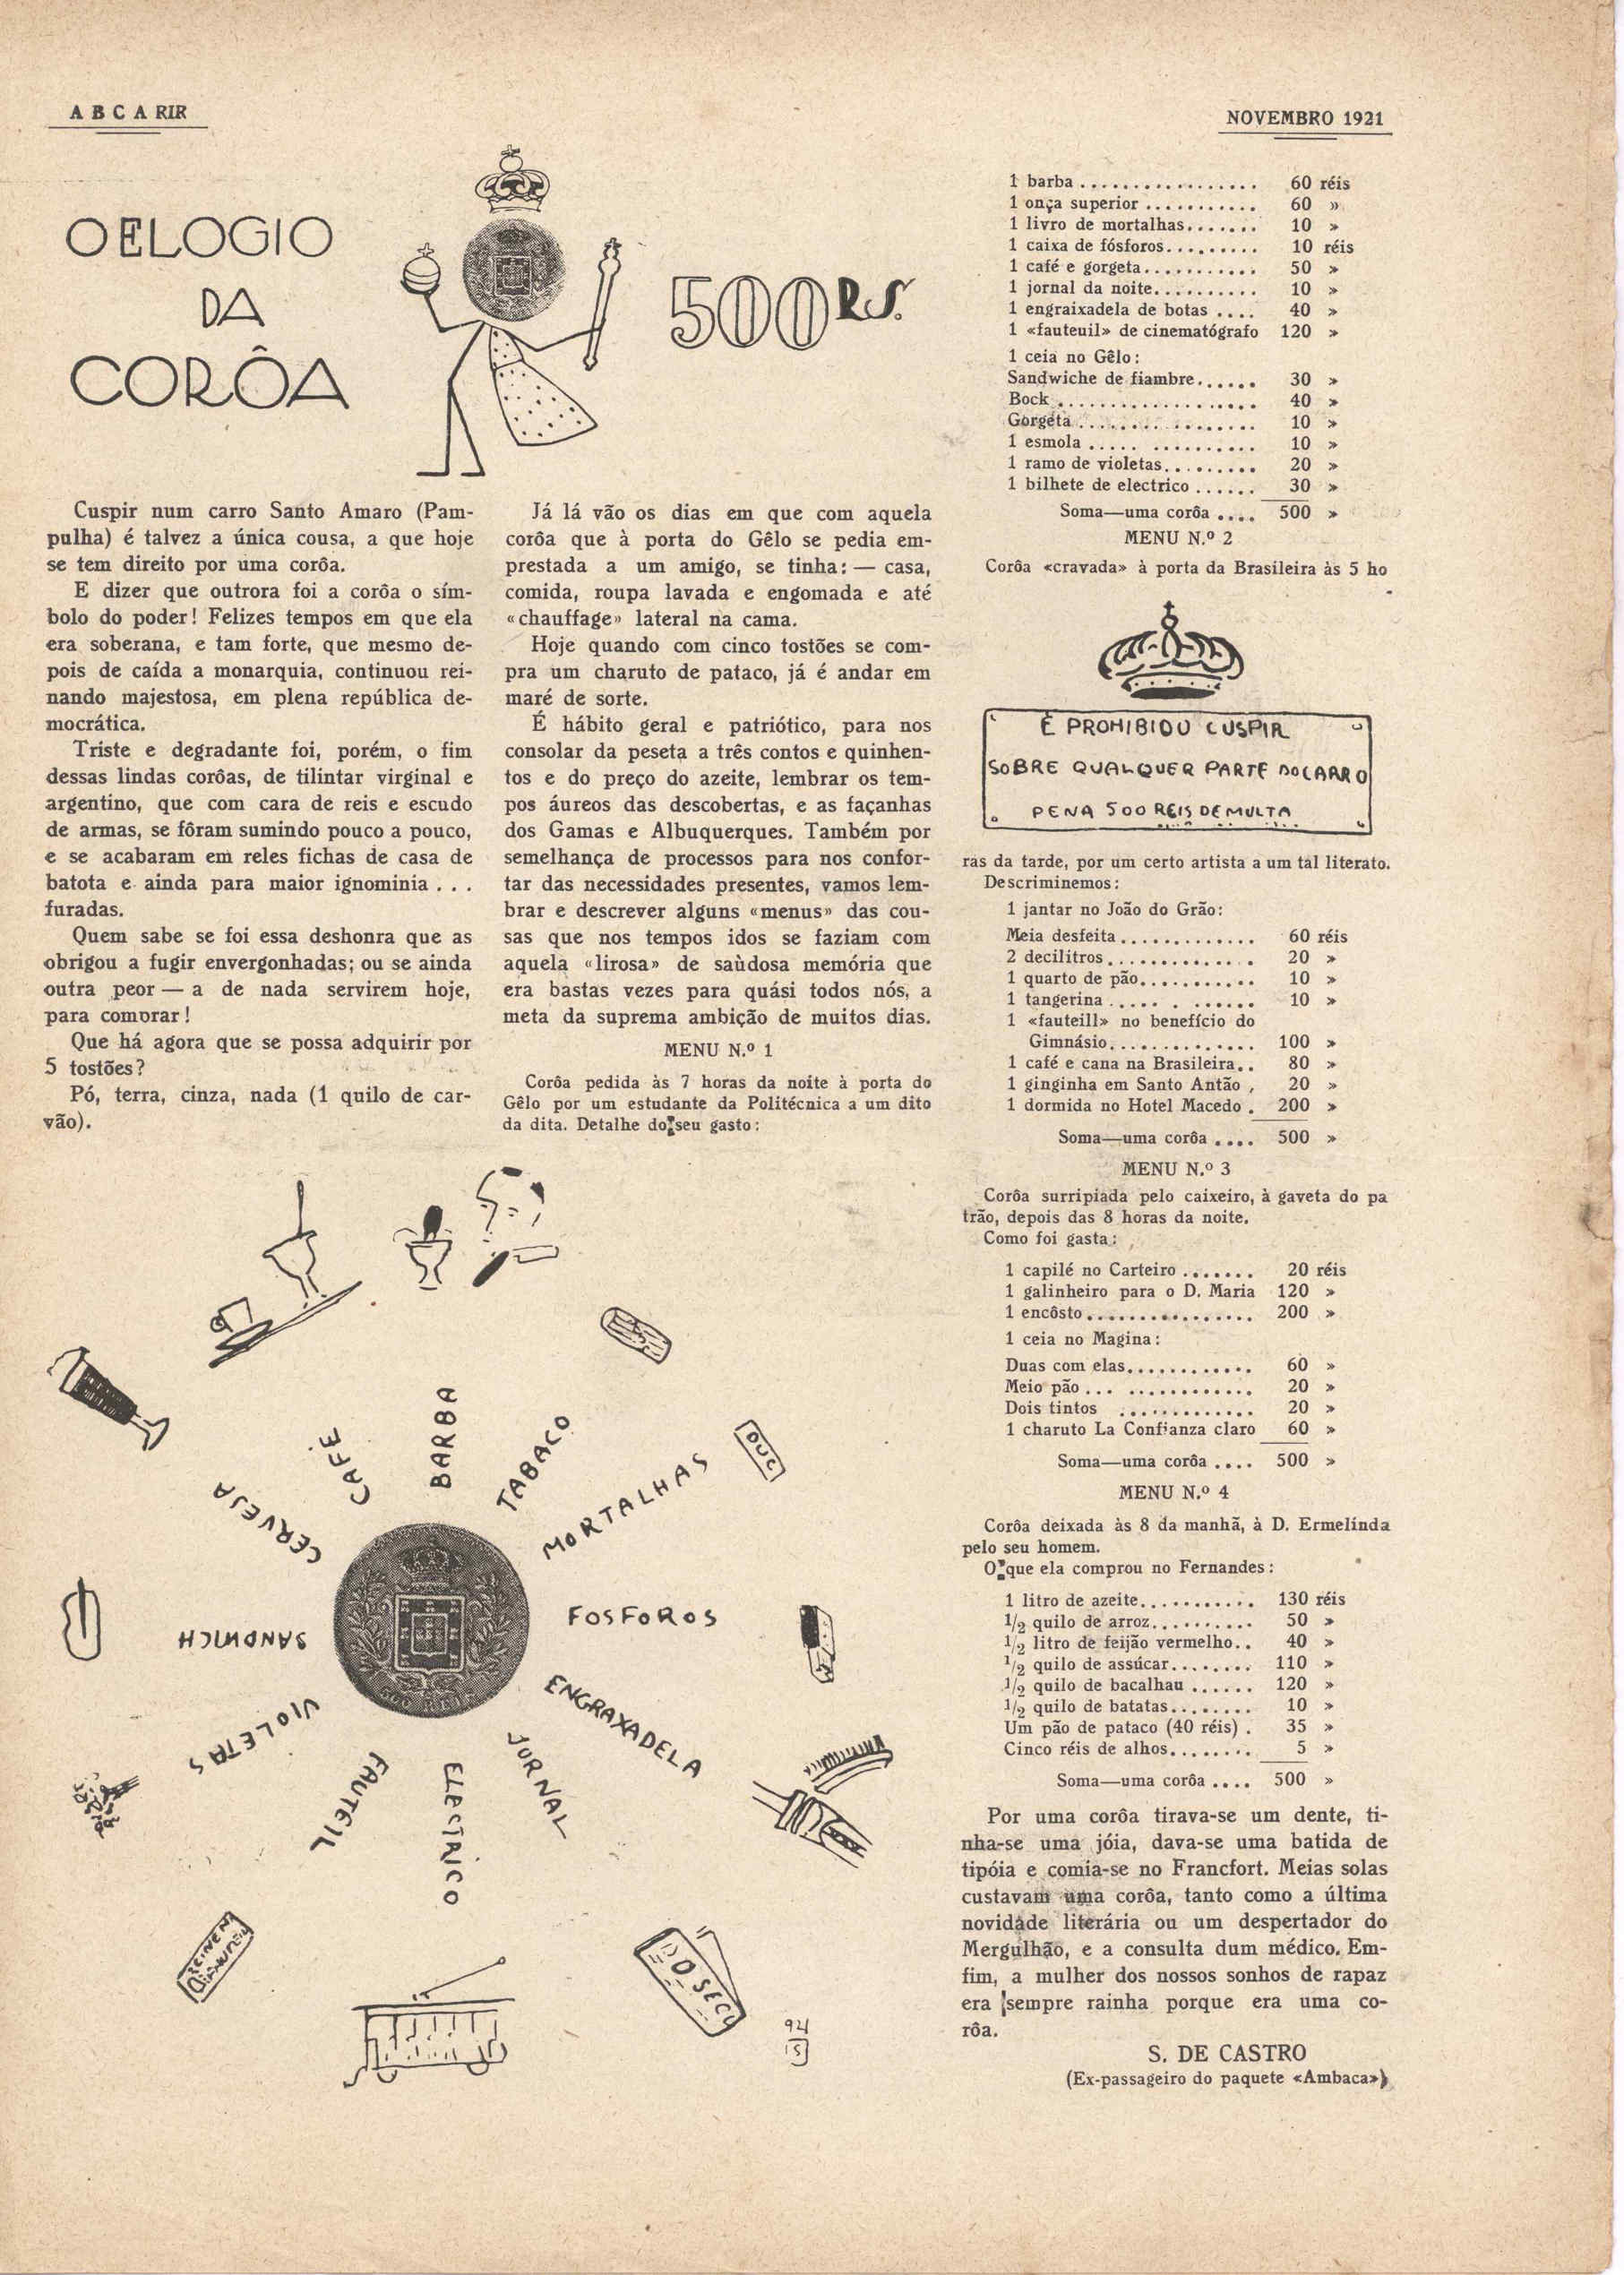 A B C A RIR
NOVEMBRO 1921
O ELOGIO
DA
CORÔA
500 RS.
Cuspir num carro Santo Amaro (Pam-
pulha) é talvez a única cousa, a que hoje
se tem direito por uma corôa.
E dizer que outrora foi a corôa o sím-
bolo do poder! Felizes tempos em que ela
era soberana, e tam forte, que mesmo de-
pois de caída a monarquia, continuou rei-
nando majestosa, em plena república de-
mocrática.
Triste e degradante foi, porém, o fim
dessas lindas corôas, de tilintar virginal e
argentino, que com cara de reis e escudo
de armas, se fôram sumindo pouco a pouco,
e se acabaram em reles fichas de casa de
batota e ainda para maior ignominia . . .
furadas.
Quem sabe se foi essa deshonra que as
obrigou a fugir envergonhadas; ou se ainda
outra peor — a de nada servirem hoje,
para comprar!
Que há agora que se possa adquirir por
5 tostões?
Pó, terra, cinza, nada (1 quilo de car-
vão).
Já lá vão os dias em que com aquela
corôa que à porta do Gêlo se pedia em-
prestada a um amigo, se tinha: — casa,
comida, roupa lavada e engomada e até
«chauffage» lateral na cama.
Hoje quando com cinco tostões se com-
pra um charuto de pataco, já é andar em
maré de sorte.
É hábito geral e patriótico, para nos
consolar da peseta a três contos e quinhen-
tos e do preço do azeite, lembrar os tem-
pos áureos das descobertas, e as façanhas
dos Gamas e Albuquerques. Também por
semelhança de processos para nos confor-
tar das necessidades presentes, vamos lem-
brar e descrever alguns «menus» das cou-
sas que nos tempos idos se faziam com
aquela «lirosa» de saùdosa memória que
era bastas vezes para quási todos nós, a
meta da suprema ambição de muitos dias.
MENU N.º 1
Corôa pedida às 7 horas da noite à porta do
Gêlo por um estudante da Politécnica a um dito
da dita. Detalhe do seu gasto:
1 barba ................. 60 réis
1 onça superior ........... 60 »
1 livro de mortalhas....... 10 »
1 caixa de fósforos......... 10 réis
1 café e gorgeta........... 50 »
1 jornal da noite.......... 10 »
1 engraixadela de botas .... 40 »
1 «fauteuil» de cinematógrafo 120 »
1 ceia no Gêlo:
Sandwiche de fiambre...... 30 »
Bock ................... 40 »
Gorgéta ................. 10 »
1 esmola ..... .......... 10 »
1 ramo de violetas......... 20 »
1 bilhete de electrico ...... 30 »
Soma—uma corôa .... 500 »
MENU N.º 2
Corôa «cravada» à porta da Brasileira às 5 ho
É PROHIBIDO CUSPIR
SOBRE QUALQUER PARTE DO CARRO
PENA 500 REIS DE MULTA
ras da tarde, por um certo artista a um tal literato.
Descriminemos:
1 jantar no João do Grão:
Meia desfeita............. 60 réis
2 decilitros.............. 20 »
1 quarto de pão........... 10 »
1 tangerina ..... . ...... 10 »
1 «fauteill» no benefício do
Gimnásio.............. 100 »
1 café e cana na Brasileira.. 80 »
1 ginginha em Santo Antão , 20 »
1 dormida no Hotel Macedo . 200 »
Soma—uma corôa .... 500 »
MENU N.º 3
Corôa surripiada pelo caixeiro, à gaveta do pa
trão, depois das 8 horas da noite.
Como foi gasta:
1 capilé no Carteiro ....... 20 réis
1 galinheiro para o D. Maria 120 »
1 encôsto................ 200 »
1 ceia no Magina:
Duas com elas............ 60 »
Meio pão ... ............ 20 »
Dois tintos ............. 20 »
1 charuto La Confianza claro 60 »
Soma—uma corôa .... 500 »
MENU N.º 4
Corôa deixada às 8 da manhã, à D. Ermelinda
pelo seu homem.
O que ela comprou no Fernandes:
1 litro de azeite........... 130 réis
1/2 quilo de arroz.......... 50 »
1/2 litro de feijão vermelho.. 40 »
1/2 quilo de assúcar........ 110 »
1/2 quilo de bacalhau ...... 120 »
1/2 quilo de batatas........ 10 »
Um pão de pataco (40 réis) . 35 »
Cinco réis de alhos........ 5 »
Soma—uma corôa .... 500 »
Por uma corôa tirava-se um dente, ti-
nha-se uma jóia, dava-se uma batida de
tipóia e comia-se no Francfort. Meias solas
custavam uma corôa, tanto como a última
novidade literária ou um despertador do
Mergulhão, e a consulta dum médico. Em-
fim, a mulher dos nossos sonhos de rapaz
era sempre rainha porque era uma co-
rôa.
S. DE CASTRO
(Ex-passageiro do paquete «Ambaca»)
BARBA
TABACO
MORTALHAS
DUC
FOSFOROS
ENGRAXADELA
JORNAL
ELECTRICO
FAUTEIL
VIOLETAS
SANDWICH
CERVEJA
CAFÉ
500 REIS
DO SECU
94